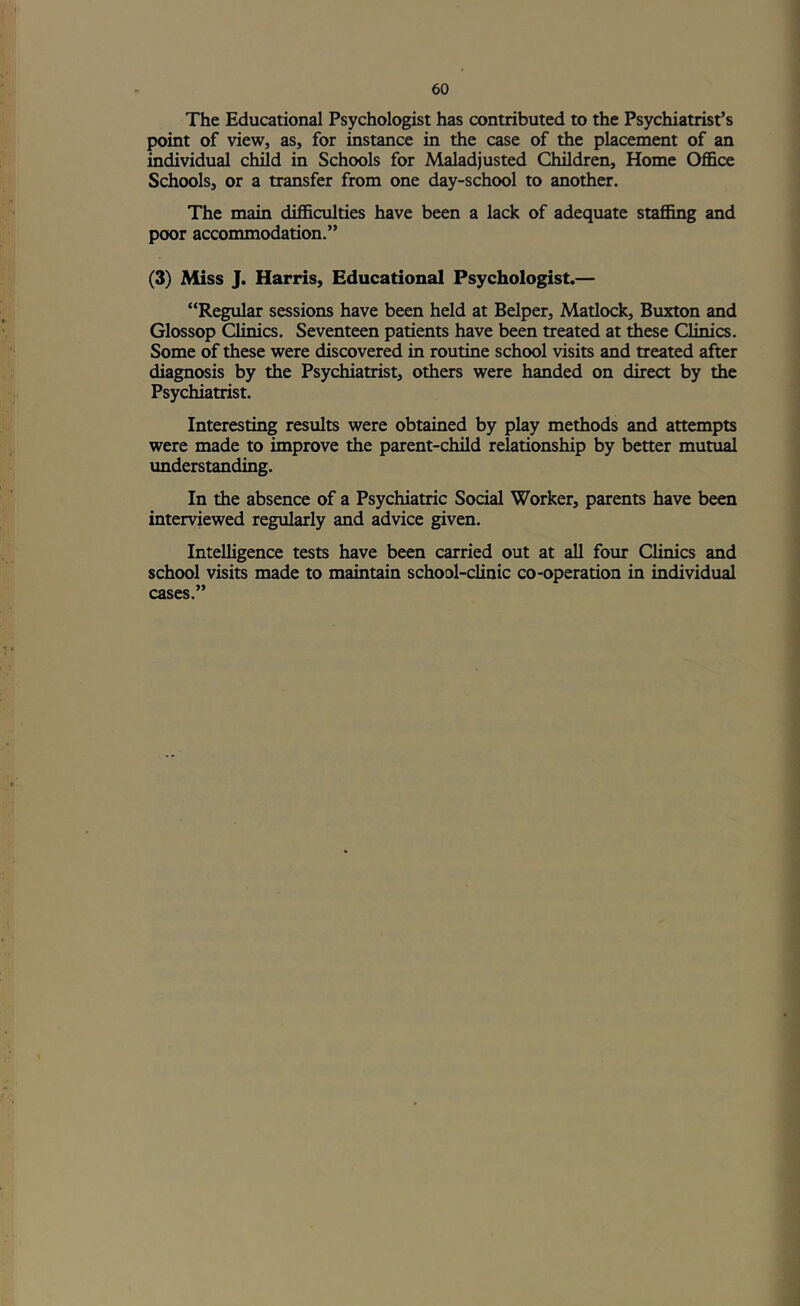 60
The Educational Psychologist has contributed to the Psychiatrist’s
point of view, as, for instance in the case of the placement of an
individual child in Schools for Maladjusted Children, Home Office
Schools, or a transfer from one day-school to another.
The main difficulties have been a lack of adequate staffing and
poor accommodation.”
(3) Miss J. Harris, Educational Psychologist.—
“Regular sessions have been held at Belper, Matlock, Buxton and
Glossop Clinics. Seventeen patients have been treated at these Clinics.
Some of these were discovered in routine school visits and treated after
diagnosis by the Psychiatrist, others were handed on direct by the
Psychiatrist.
Interesting results were obtained by play methods and attempts
were made to improve the parent-child relationship by better mutual
understanding.
In the absence of a Psychiatric Social Worker, parents have been
interviewed regularly and advice given.
Intelligence tests have been carried out at all four Clinics and
school visits made to maintain school-clinic co-operation in individual
cases.”